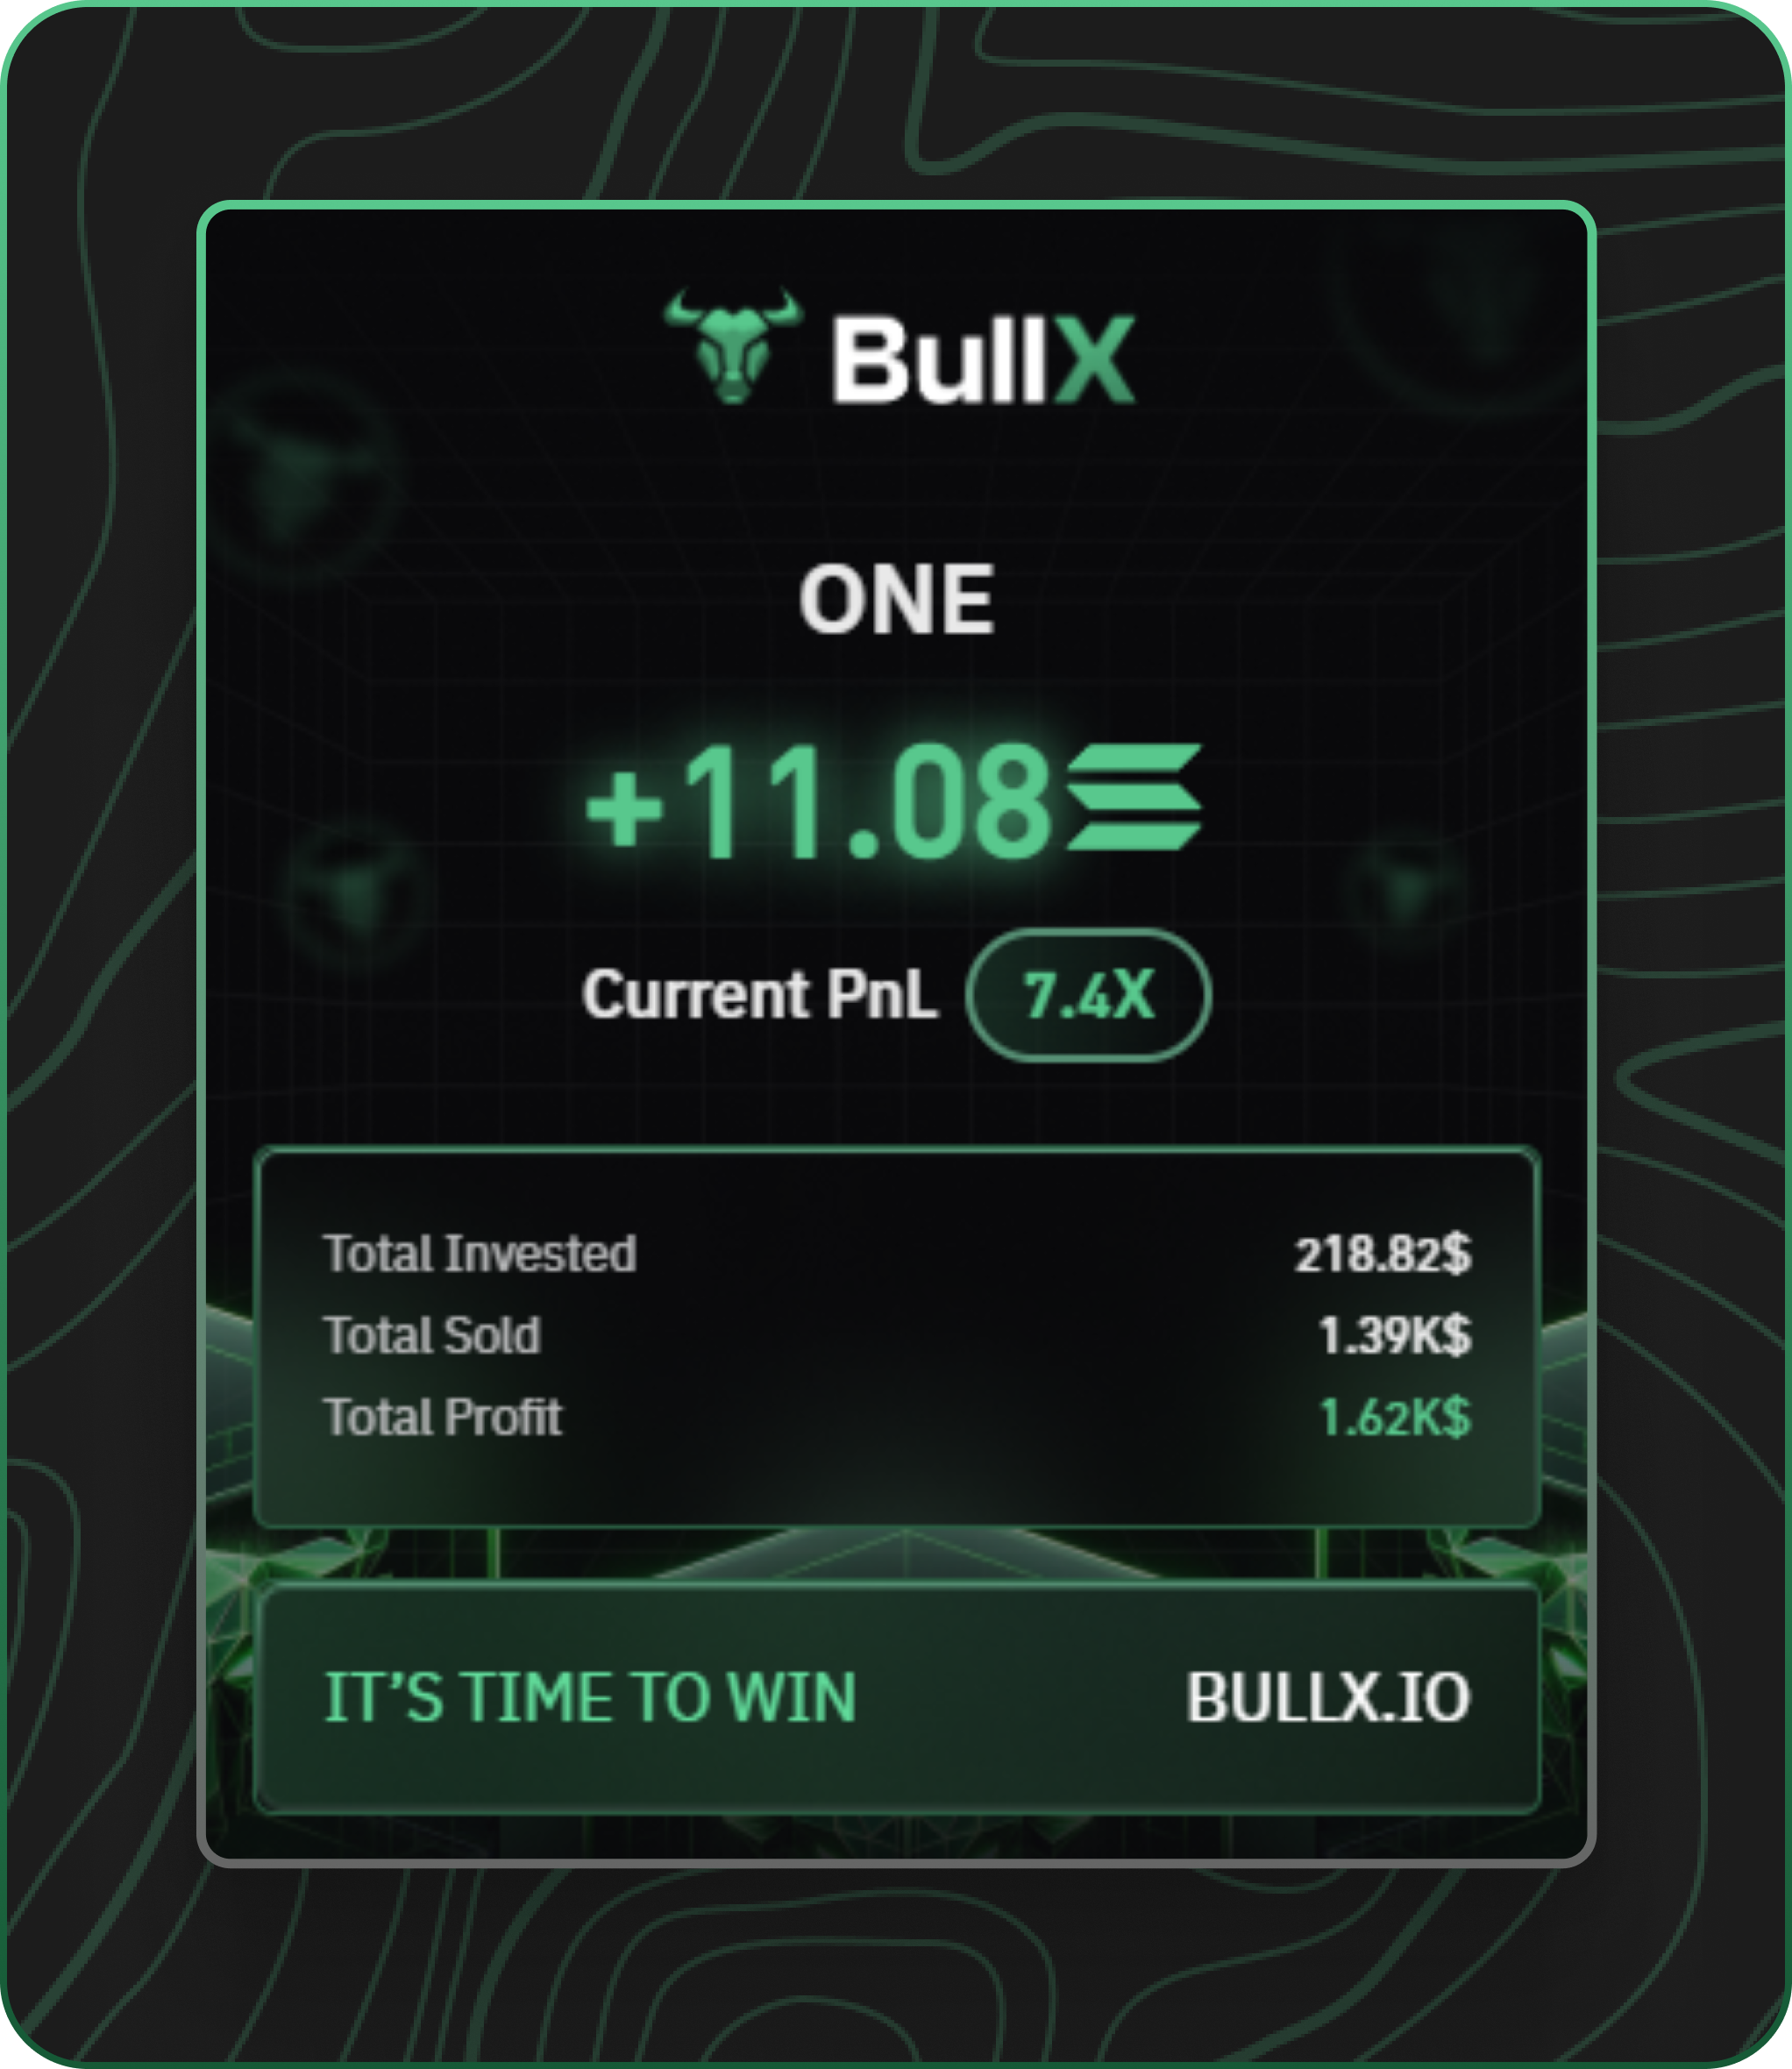 BullX
ONE
+11.08
Current PnL 7.4X
Total Invested 218.82$
Total Sold 1.39K$
Total Profit 1.62K$
IT'S TIME TO WIN BULLX.IO